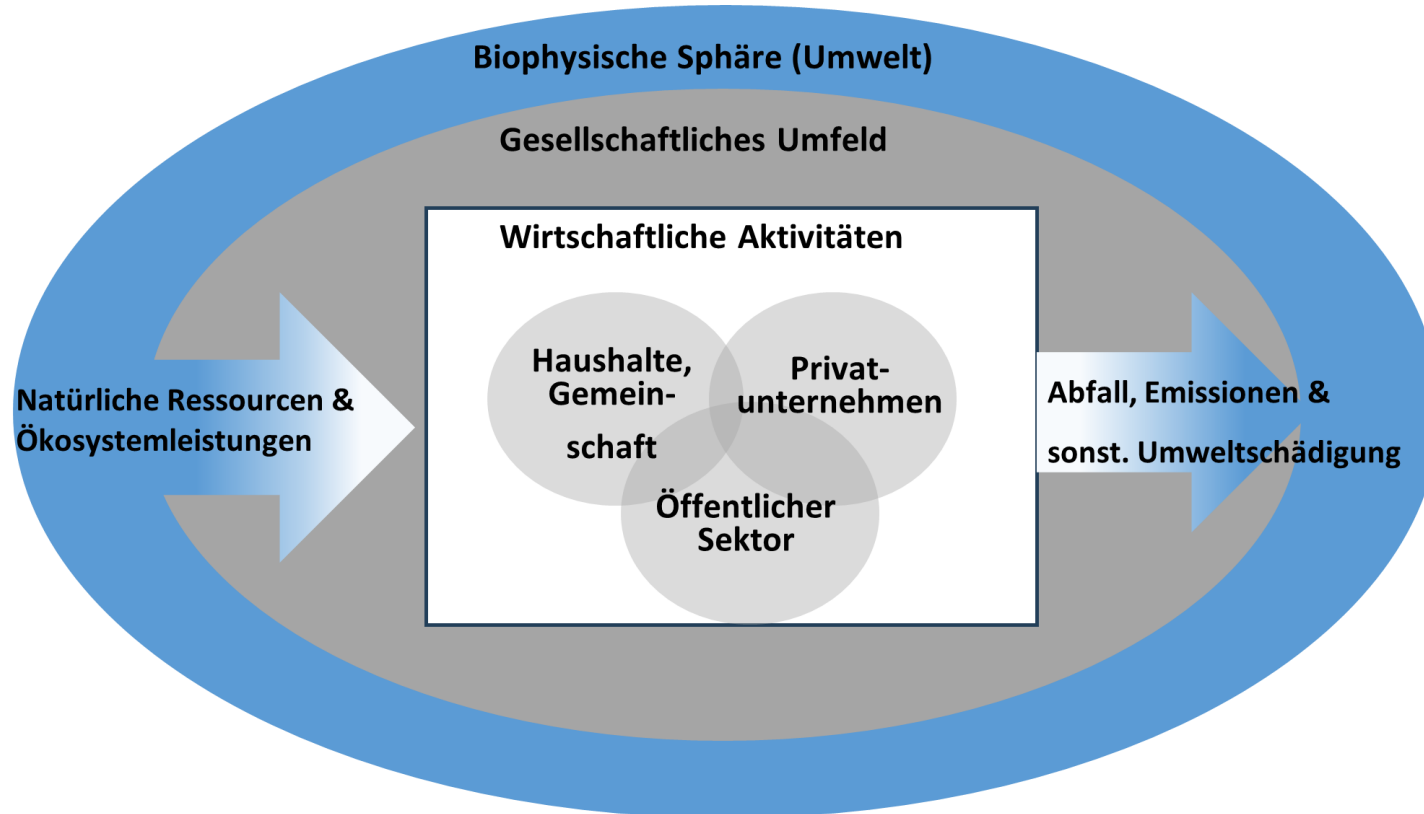 Biophysische Sphäre (Umwelt)
Gesellschaftliches Umfeld
Wirtschaftliche Aktivitäten
Haushalte,
Gemein-
schaft
Privat-
unternehmen
Öffentlicher
Sektor
Natürliche Ressourcen &
Ökosystemleistungen
Abfall, Emissionen &
sonst. Umweltschädigung